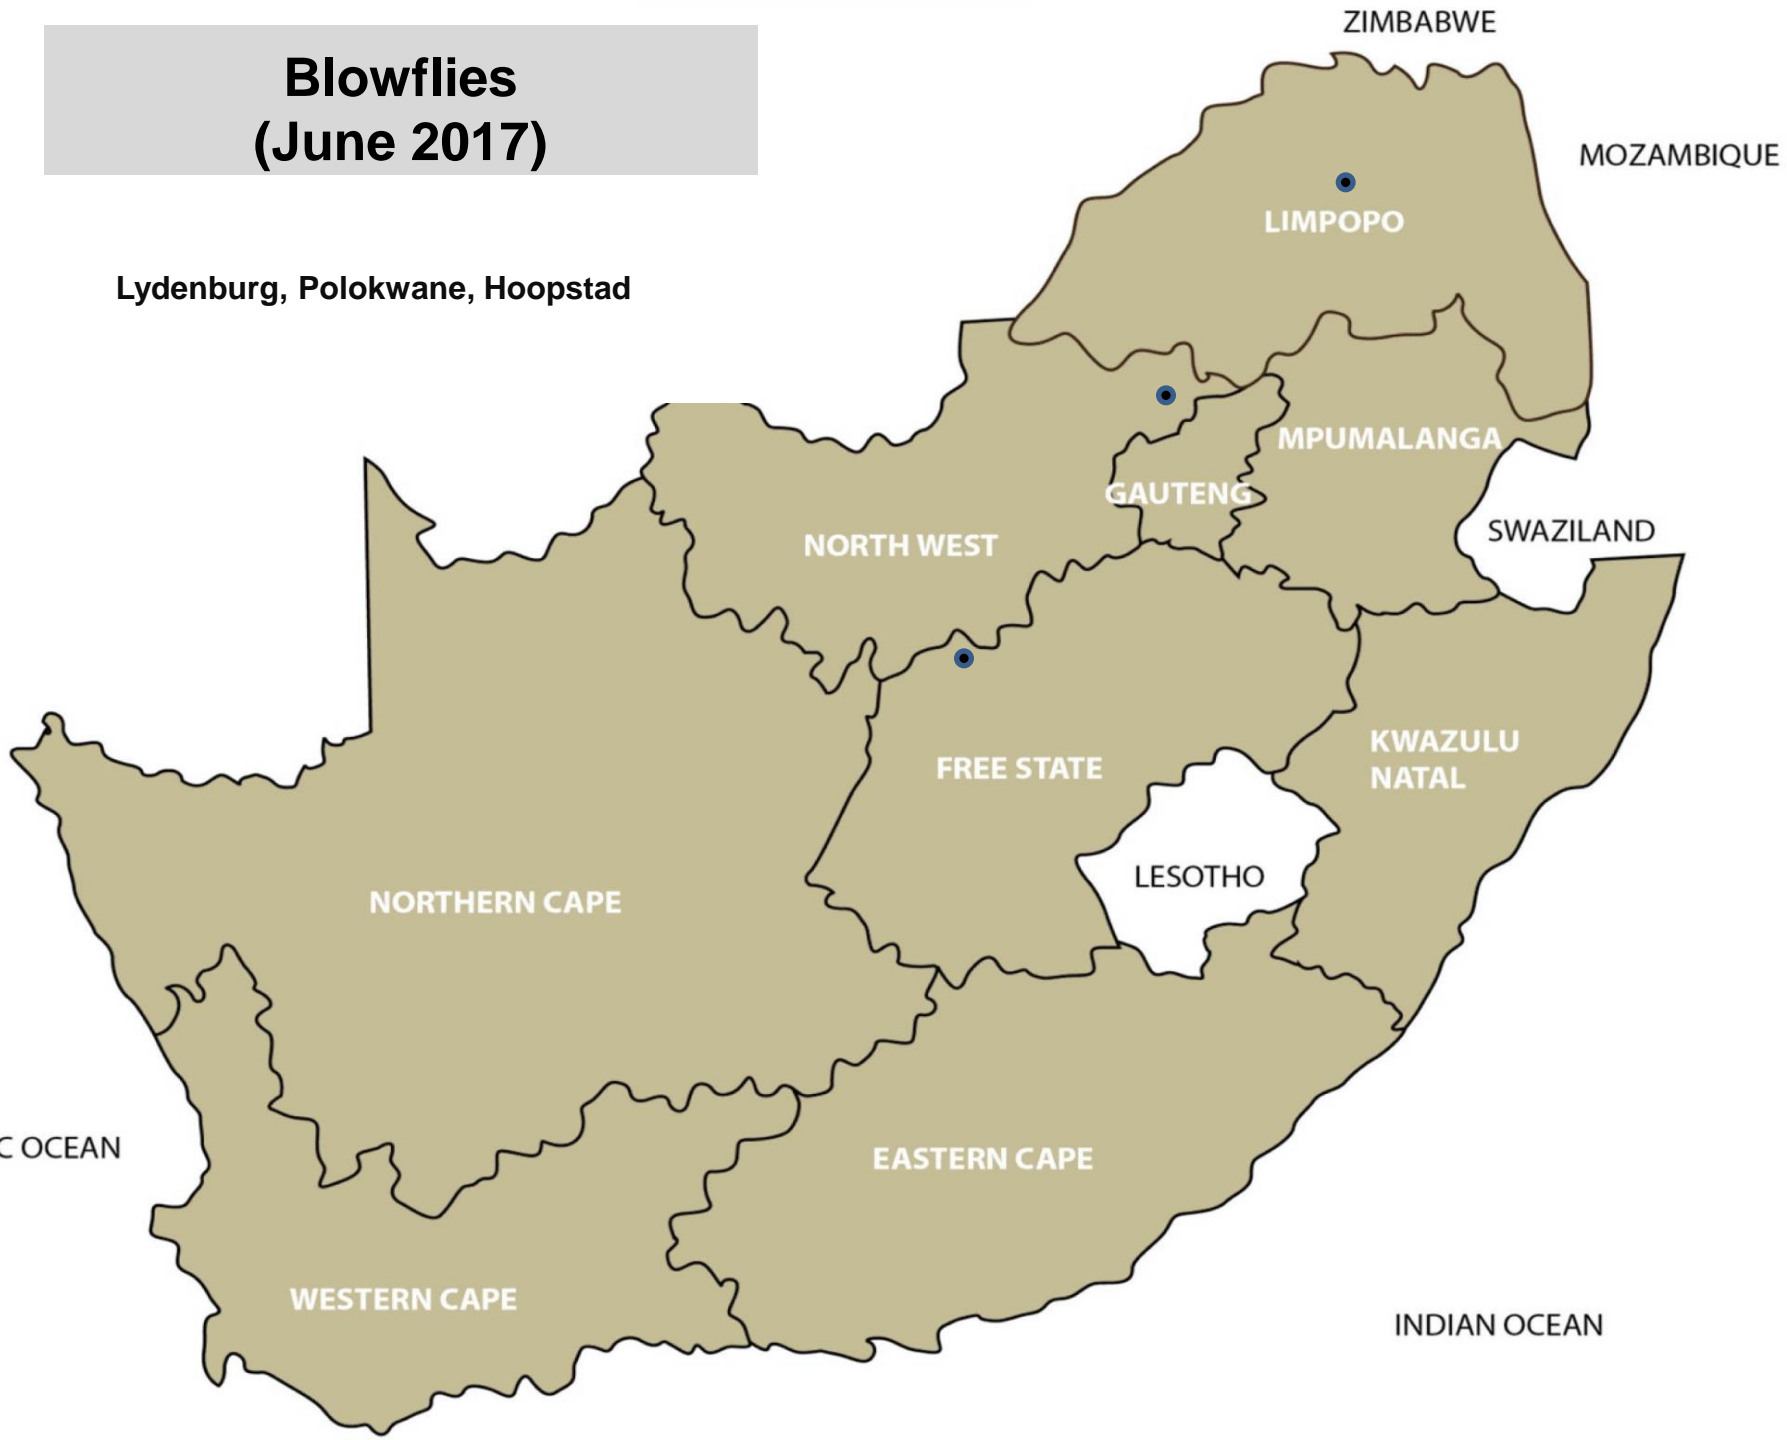 ZIMBABWE
Blowflies
(June 2017)
MOZAMBIQUE
LIMPOPO
Lydenburg, Polokwane, Hoopstad
MPUMALANGA
GAUTENG
SWAZILAND
NORTH WEST
KWAZULU
NATAL
FREE STATE
LESOTHO
NORTHERN CAPE
C OCEAN
EASTERN CAPE
WESTERN CAPE
INDIAN OCEAN